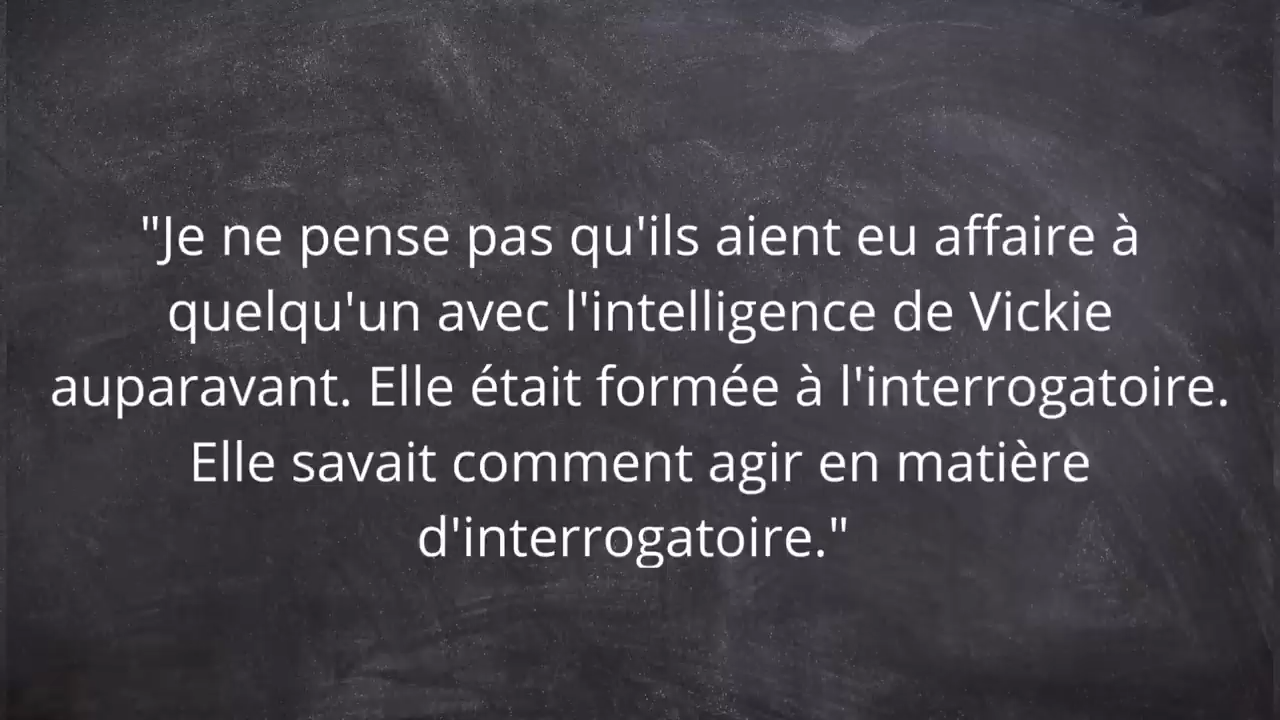 "Je ne pense pas qu'ils aient eu affaire à
quelqu'un avec l'intelligence de Vickie
auparavant. Elle était formée à l'interrogatoire.
Elle savait comment agir en matière
d'interrogatoire."